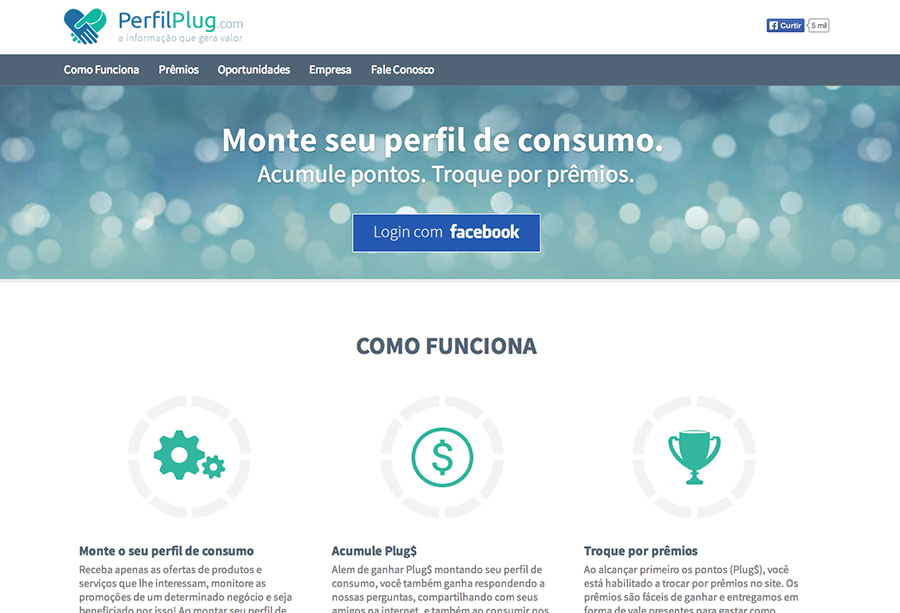 PerfilPlug.com
a informação que gera valor
Curtir
5 mil
Como Funciona Prêmios Oportunidades Empresa Fale Conosco
Monte seu perfil de consumo.
Acumule pontos. Troque por prêmios.
Login com facebook
COMO FUNCIONA
$
Monte o seu perfil de consumo
Receba apenas as ofertas de produtos e
serviços que lhe interessam, monitore as
promoções de um determinado negócio e seja
beneficiado por isso! Ao montar seu perfil de
Acumule Plug$
Alem de ganhar Plug$ montando seu perfil de
consumo, você também ganha respondendo a
nossas perguntas, compartilhando com seus
amigos na internet, e também ao consumir nos
Troque por prêmios
Ao alcançar primeiro os pontos (Plug$), você
está habilitado a trocar por prêmios no site. Os
prêmios são fáceis de ganhar e entregamos em
forma de vale presentes para gastar como